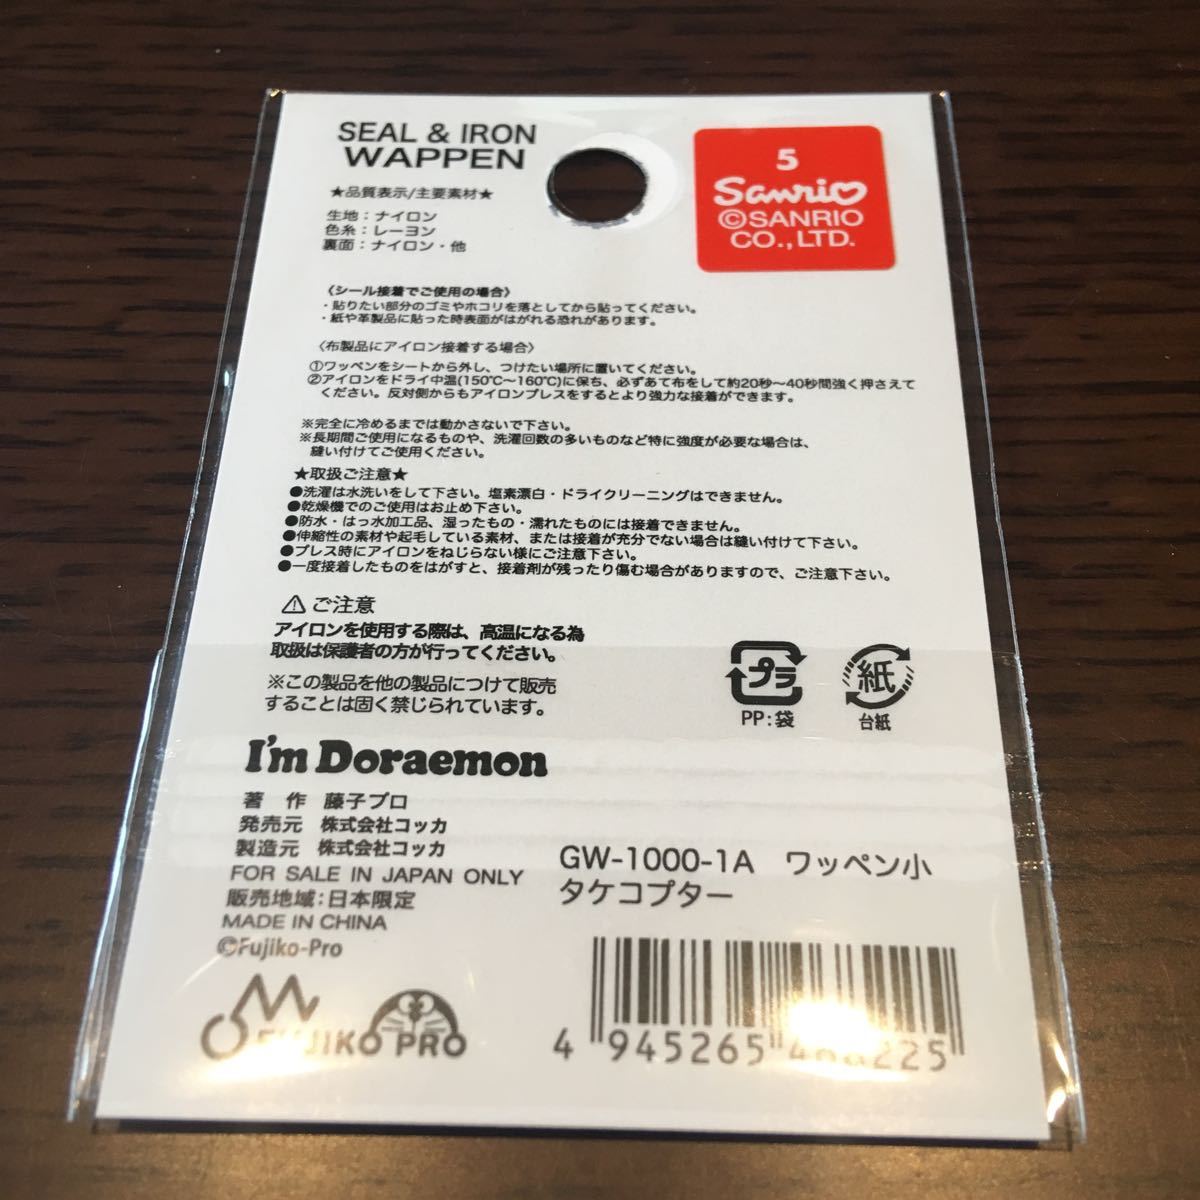 SEAL & IRON
WAPPEN
5
Sanrio
©SANRIO
CO.,LTD.
★品質表示/主要素材★
生地：ナイロン
色糸：レーヨン
裏面：ナイロン・他
〈シール接着でご使用の場合〉
・貼りたい部分のゴミやホコリを落としてから貼ってください。
・紙や革製品に貼った時表面がはがれる恐れがあります。
〈布製品にアイロン接着する場合〉
①ワッペンをシートから外し、つけたい場所に置いてください。
②アイロンをドライ中温(150℃〜160℃)に保ち、必ずあて布をして約20秒〜40秒間強く押さえて
ください。反対側からもアイロンプレスをするとより強力な接着ができます。
※完全に冷めるまでは動かさないで下さい。
※長期間ご使用になるものや、洗濯回数の多いものなど特に強度が必要な場合は、
縫い付けてご使用ください。
★取扱ご注意★
●洗濯は水洗いをして下さい。塩素漂白・ドライクリーニングはできません。
●乾燥機でのご使用はお止め下さい。
●防水・はっ水加工品、湿ったもの・濡れたものには接着できません。
●伸縮性の素材や起毛している素材、または接着が充分でない場合は縫い付けて下さい。
●プレス時にアイロンをねじらない様にご注意下さい。
●一度接着したものをはがすと、接着剤が残ったり傷む場合がありますので、ご注意下さい。
⚠ご注意
アイロンを使用する際は、高温になる為
取扱は保護者の方が行ってください。
※この製品を他の製品につけて販売
することは固く禁じられています。
プラ
PP：袋
紙
台紙
I'm Doraemon
著　作　藤子プロ
発売元　株式会社コッカ
製造元　株式会社コッカ
FOR SALE IN JAPAN ONLY
販売地域：日本限定
MADE IN CHINA
©Fujiko-Pro
FUJIKO PRO
GW-1000-1A　ワッペン小
タケコプター
4 945265